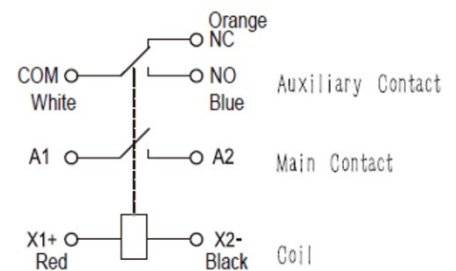 Orange
NC
COM NO Auxiliary Contact
White Blue
A1 A2 Main Contact
X1+ X2- Coil
Red Black